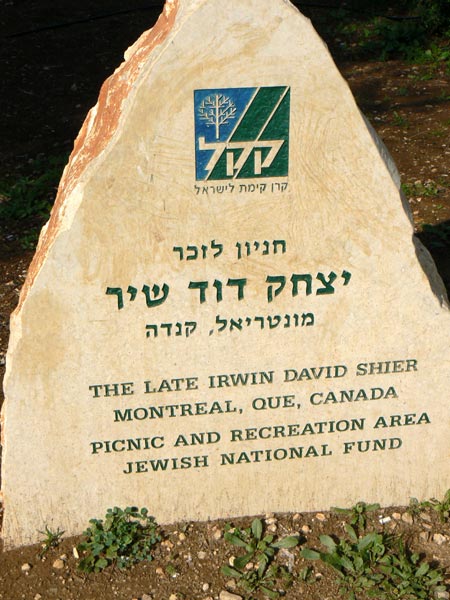 קקל
קרן קימת לישראל
חניון לזכר
יצחק דוד שיר
מונטריאל, קנדה
THE LATE IRWIN DAVID SHIER
MONTREAL, QUE, CANADA
PICNIC AND RECREATION AREA
JEWISH NATIONAL FUND